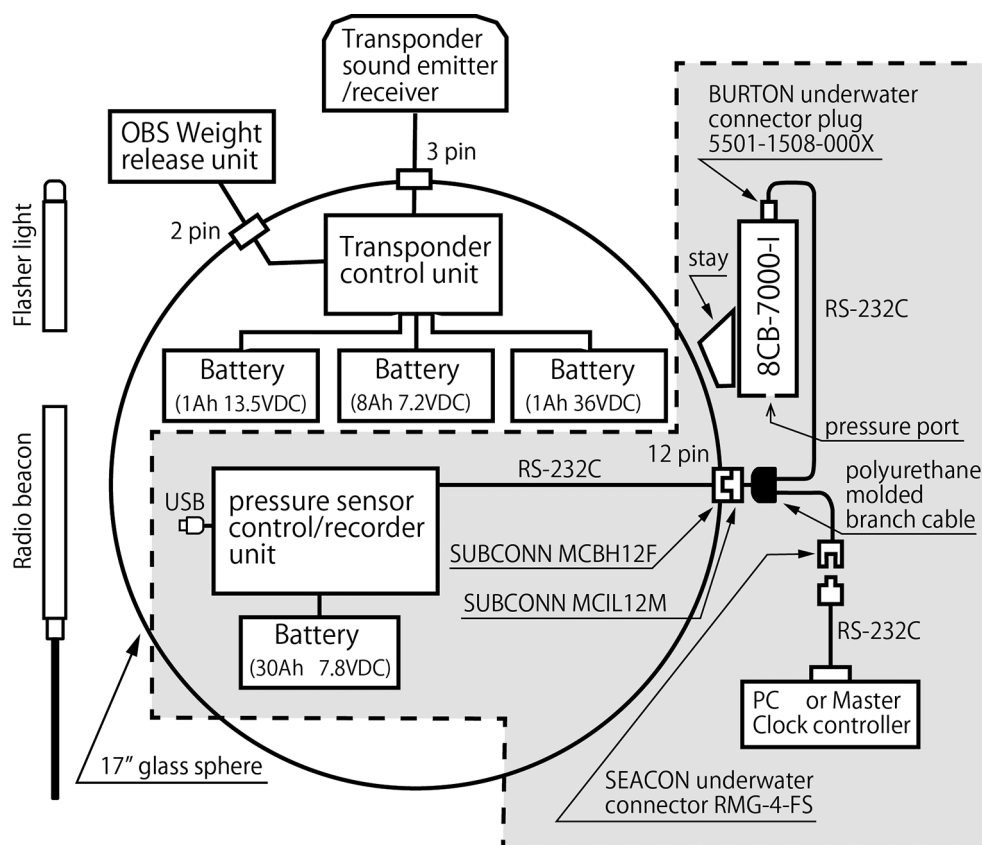 Transponder
sound emitter
/receiver
OBS Weight
release unit
3 pin
2 pin
Transponder
control unit
Flasher light
Battery
(1Ah 13.5VDC)
Battery
(8Ah 7.2VDC)
Battery
(1Ah 36VDC)
BURTON underwater
connector plug
5501-1508-000X
stay
8CB-7000-I
RS-232C
pressure port
12 pin
RS-232C
polyurethane
molded
branch cable
Radio beacon
USB
pressure sensor
control/recorder
unit
SUBCONN MCBH12F
SUBCONN MCIL12M
Battery
(30Ah 7.8VDC)
RS-232C
PC or Master
Clock controller
17” glass sphere
SEACON underwater
connector RMG-4-FS